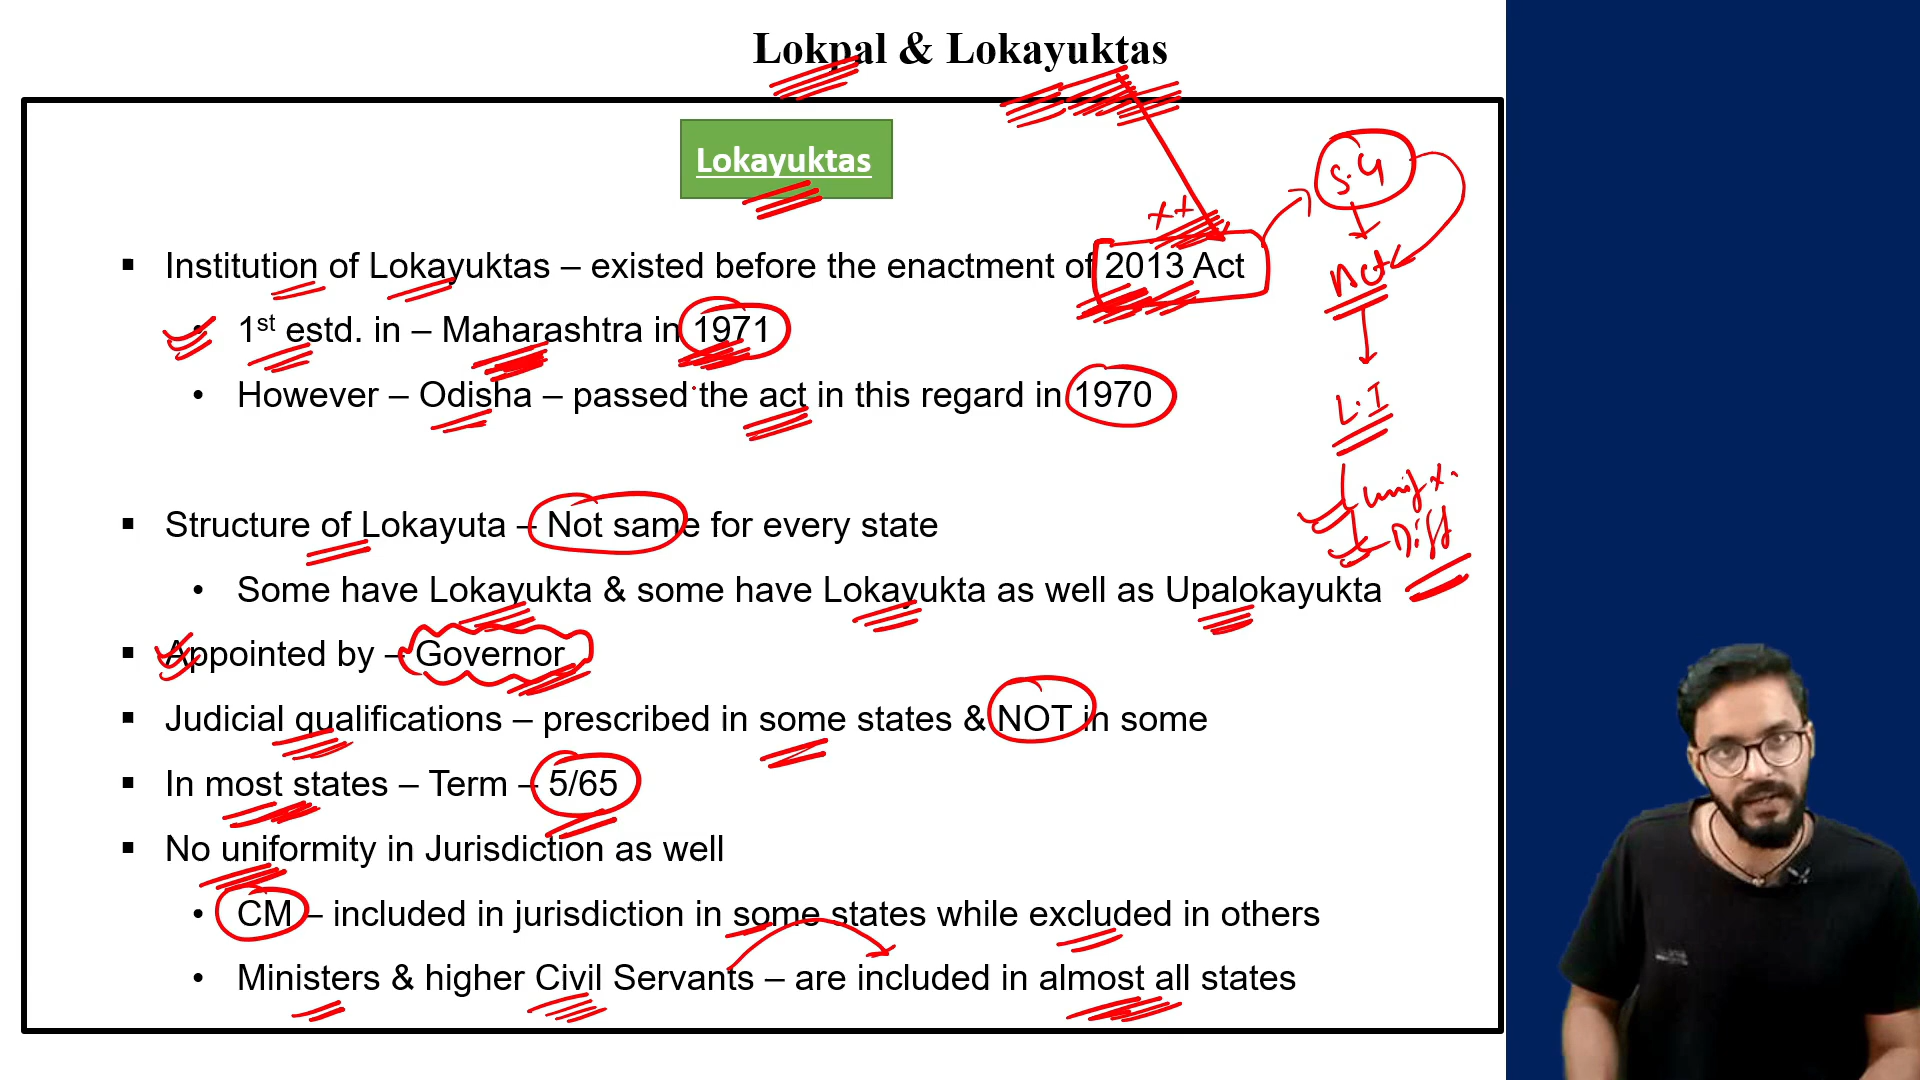 Lokpal & Lokayuktas
Lokayuktas
▪ Institution of Lokayuktas – existed before the enactment of 2013 Act
• 1st estd. in – Maharashtra in 1971
• However – Odisha – passed the act in this regard in 1970
▪ Structure of Lokayuta – Not same for every state
• Some have Lokayukta & some have Lokayukta as well as Upalokayukta
▪ Appointed by – Governor
▪ Judicial qualifications – prescribed in some states & NOT in some
▪ In most states – Term – 5/65
▪ No uniformity in Jurisdiction as well
• CM – included in jurisdiction in some states while excluded in others
• Ministers & higher Civil Servants – are included in almost all states
S.G
Act
L.I
Unif x.
Diff